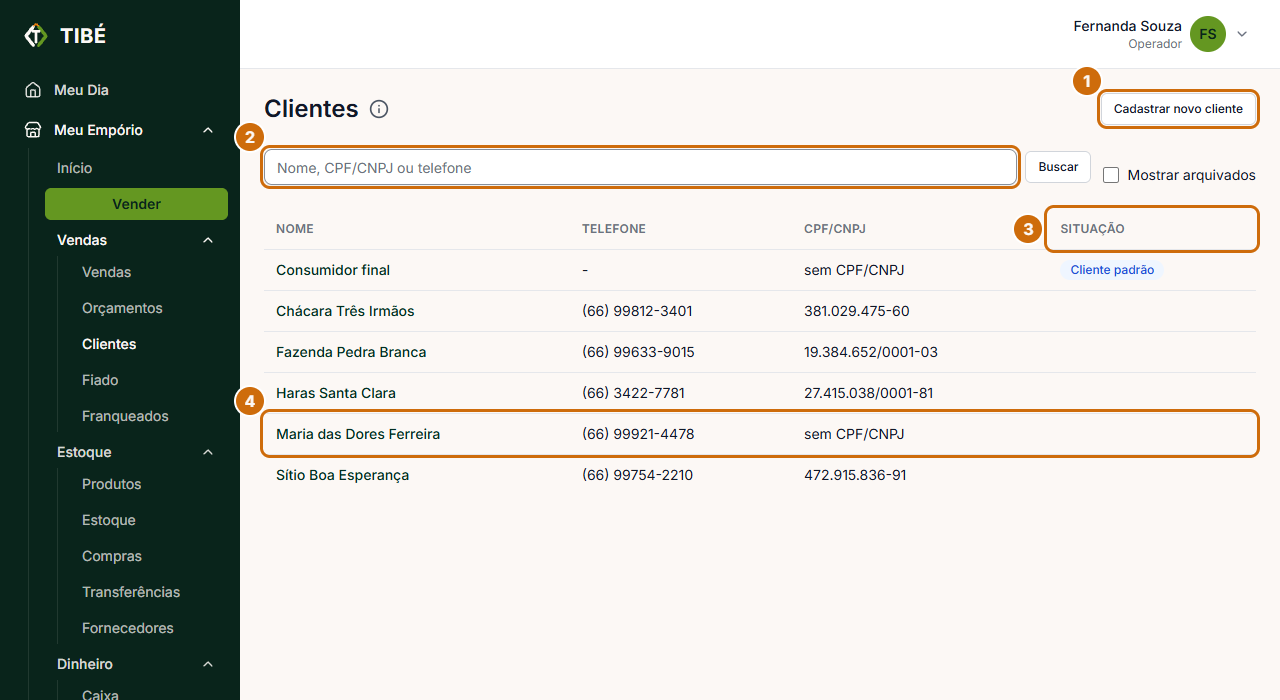 TIBÉ
Fernanda Souza
Operador
FS
Meu Dia
Meu Empório
Início
Vender
Vendas
Vendas
Orçamentos
Clientes
Fiado
Franqueados
Estoque
Produtos
Estoque
Compras
Transferências
Fornecedores
Dinheiro
Caixa
1
Clientes
Cadastrar novo cliente
2
Nome, CPF/CNPJ ou telefone
Buscar
Mostrar arquivados
NOME TELEFONE CPF/CNPJ 3 SITUAÇÃO
Consumidor final - sem CPF/CNPJ Cliente padrão
Chácara Três Irmãos (66) 99812-3401 381.029.475-60
Fazenda Pedra Branca (66) 99633-9015 19.384.652/0001-03
Haras Santa Clara (66) 3422-7781 27.415.038/0001-81
4
Maria das Dores Ferreira (66) 99921-4478 sem CPF/CNPJ
Sítio Boa Esperança (66) 99754-2210 472.915.836-91